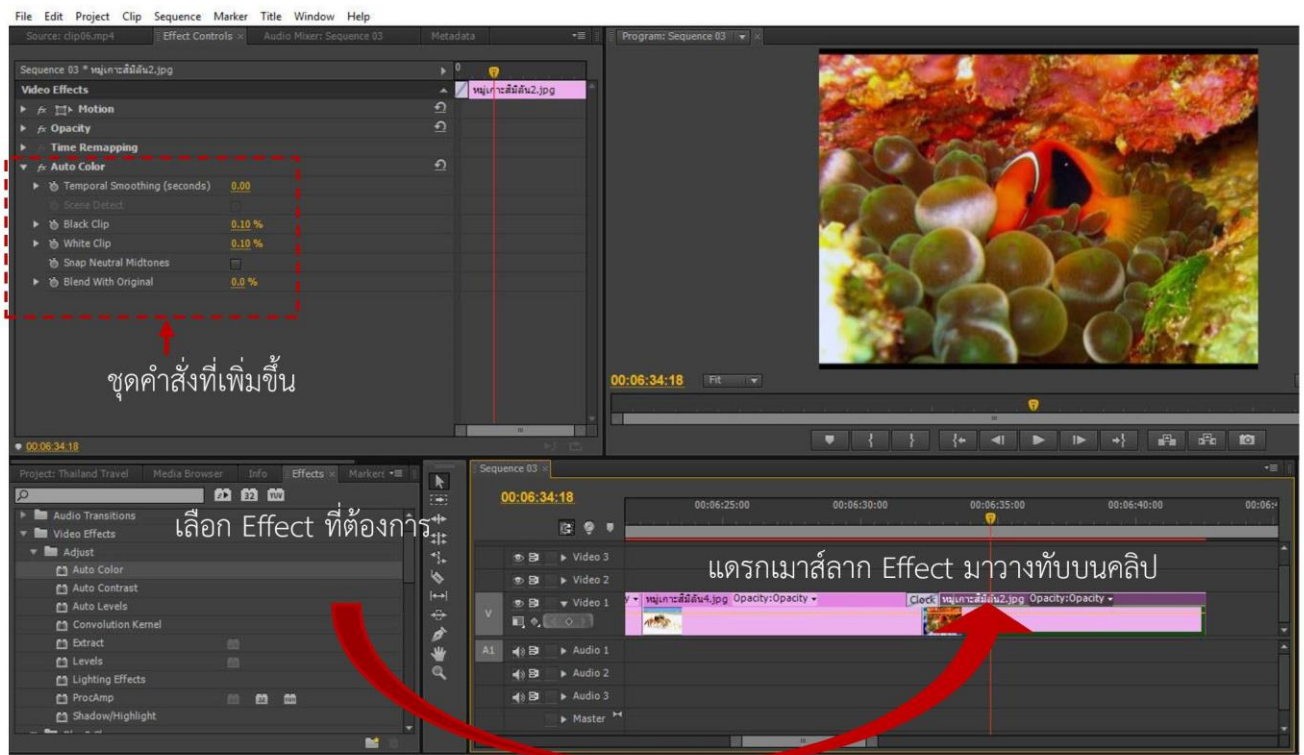 File Edit Project Clip Sequence Marker Title Window Help
Source: clip06.mp4 Effect Controls × Audio Mixer: Sequence 03 Metadata
Program: Sequence 03
Sequence 03 * หมู่เกาะสิมิลัน2.jpg
0
Video Effects
หมู่เกาะสิมิลัน2.jpg
fx Motion
fx Opacity
Time Remapping
fx Auto Color
Temporal Smoothing (seconds) 0.00
Scene Detect
Black Clip 0.10 %
White Clip 0.10 %
Snap Neutral Midtones
Blend With Original 0.0 %
ชุดคำสั่งที่เพิ่มขึ้น
00:06:34:18
00:06:34:18 Fit
Project: Thailand Travel Media Browser Info Effects × Markers
32 YUV
Audio Transitions
Video Effects
Adjust
Auto Color
Auto Contrast
Auto Levels
Convolution Kernel
Extract
Levels
Lighting Effects
ProcAmp
Shadow/Highlight
เลือก Effect ที่ต้องการ
Sequence 03 ×
00:06:34:18
00:06:25:00 00:06:30:00 00:06:35:00 00:06:40:00
Video 3
Video 2
แดรกเมาส์ลาก Effect มาวางทับบนคลิป
V Video 1
หมู่เกาะสิมิลัน4.jpg Opacity:Opacity
Clock หมู่เกาะสิมิลัน2.jpg Opacity:Opacity
A1 Audio 1
Audio 2
Audio 3
Master